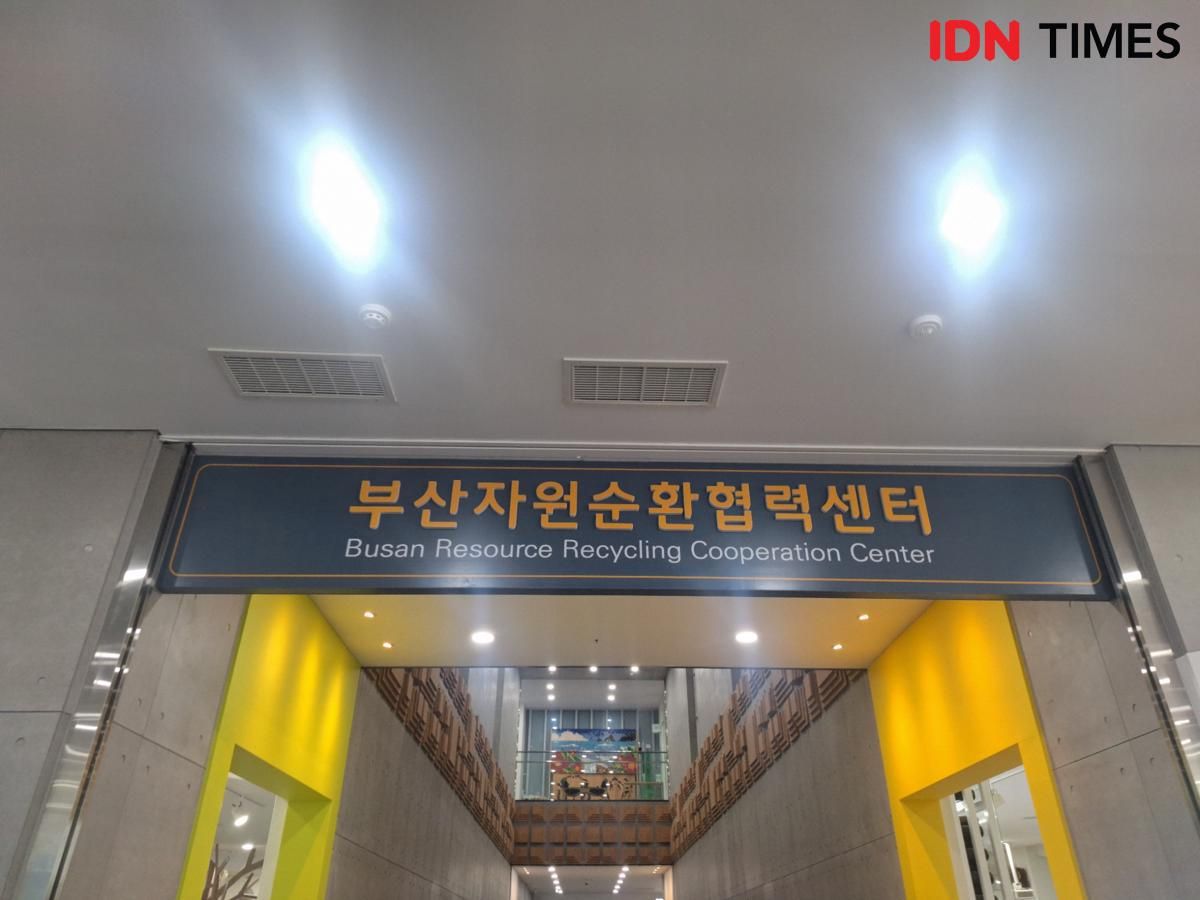 IDN TIMES
부산자원순환협력센터
Busan Resource Recycling Cooperation Center